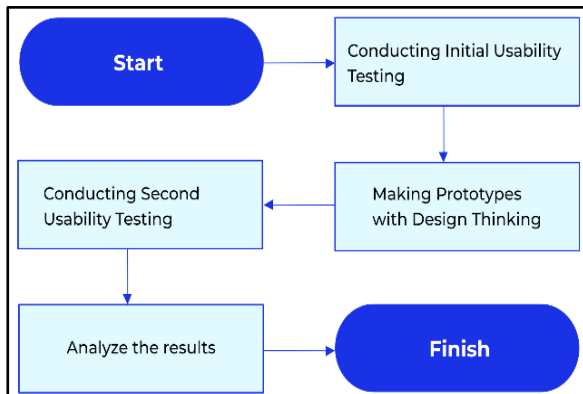 Start
Conducting Initial Usability
Testing
Making Prototypes
with Design Thinking
Conducting Second
Usability Testing
Analyze the results
Finish